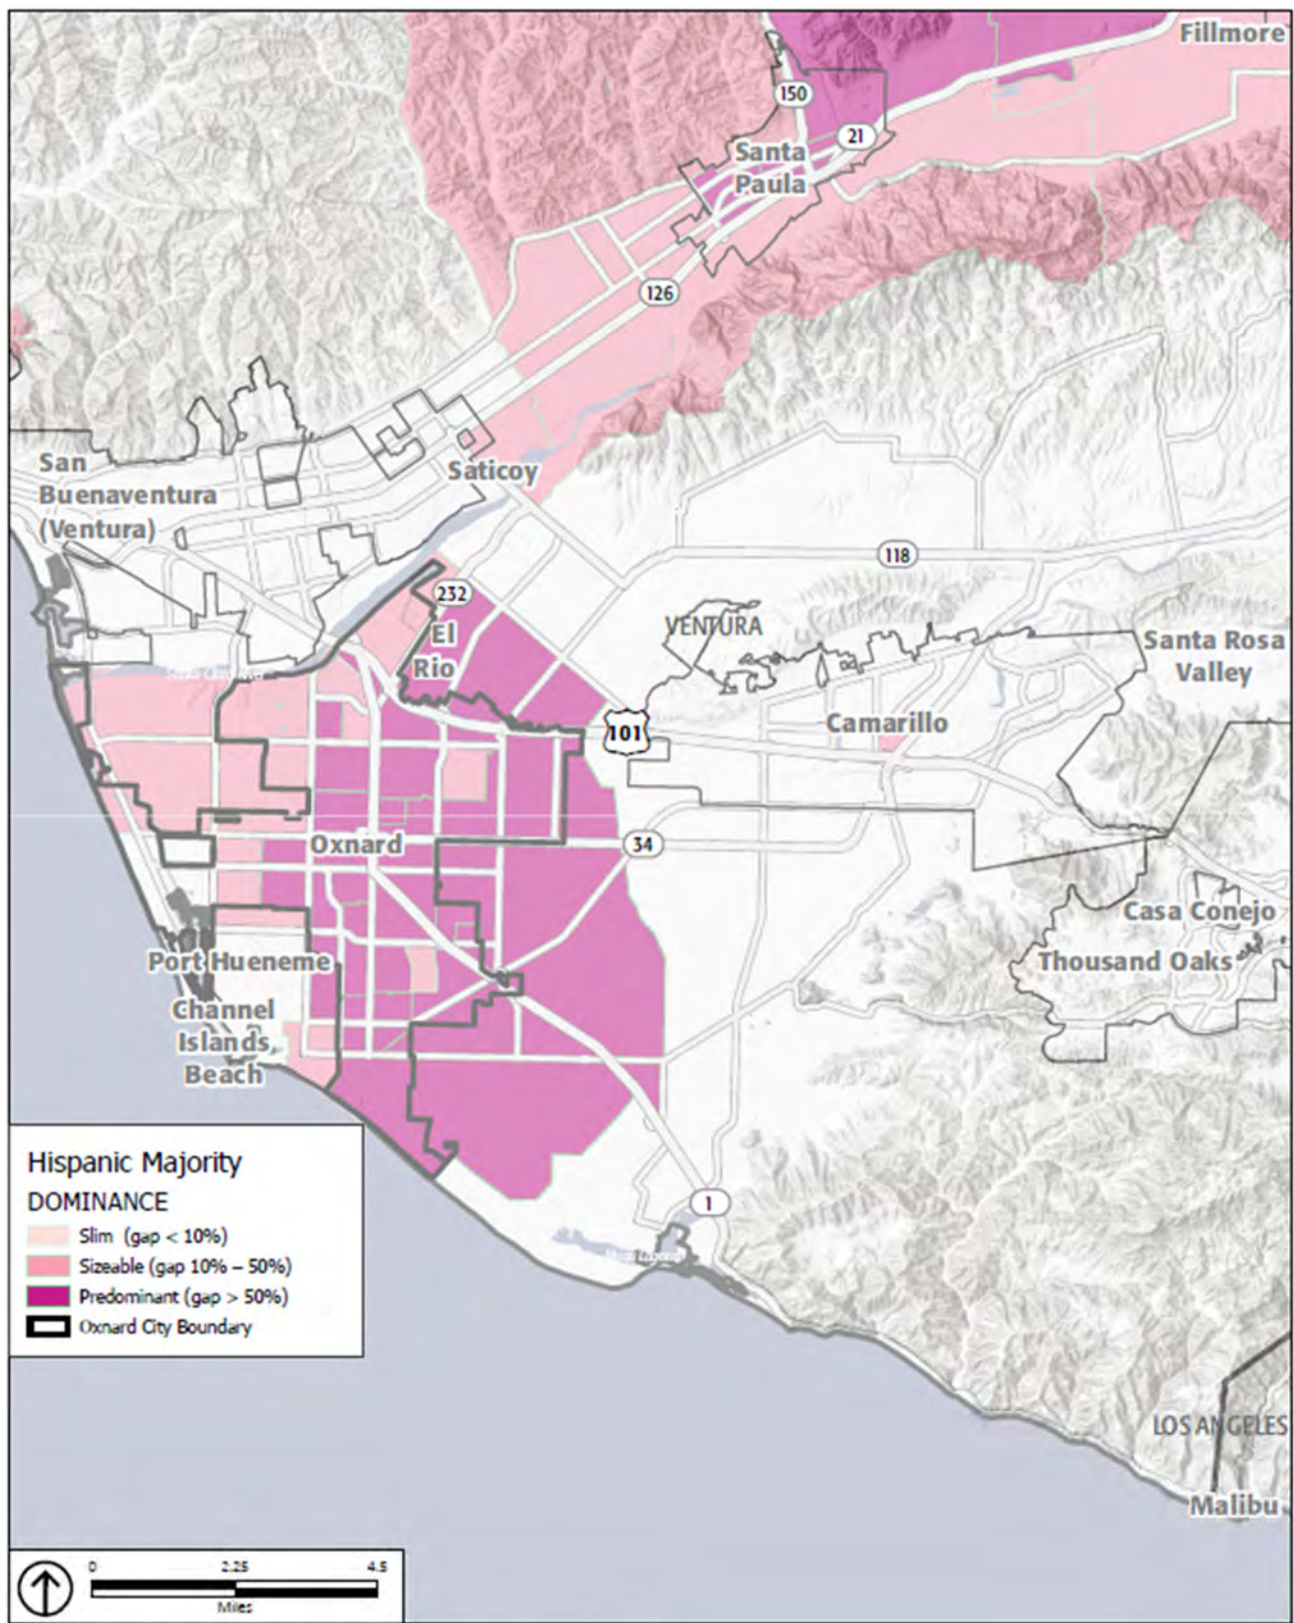 Fillmore
150
21
Santa
Paula
126
San
Buenaventura
(Ventura)
Saticoy
118
232
El
Rio
VENTURA
Santa Rosa
Valley
101
Camarillo
Oxnard
34
Casa Conejo
Thousand Oaks
Port Hueneme
Channel
Islands
Beach
Hispanic Majority
DOMINANCE
Slim (gap < 10%)
Sizeable (gap 10% – 50%)
Predominant (gap > 50%)
Oxnard City Boundary
1
LOS ANGELES
Malibu
0 2.25 4.5
Miles